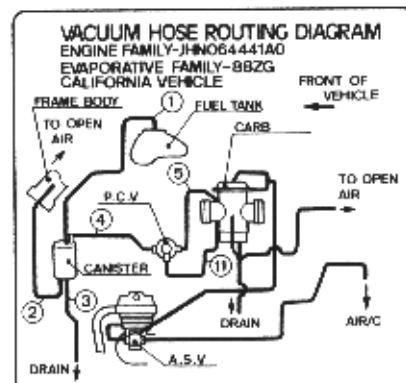 VACUUM HOSE ROUTING DIAGRAM
ENGINE FAMILY-JHN064441A0
EVAPORATIVE FAMILY-88ZG
CALIFORNIA VEHICLE
FRAME BODY
1
FUEL TANK
FRONT OF
VEHICLE
TO OPEN
AIR
CARB
5
P.C.V
TO OPEN
AIR
4
11
CANISTER
2
3
DRAIN
AIR/C
DRAIN
A.S.V